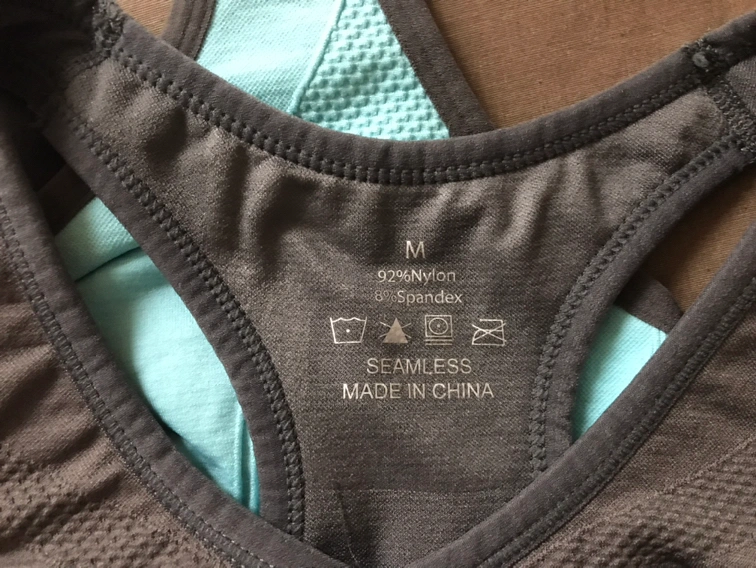 M
92%Nylon
8%Spandex
SEAMLESS
MADE IN CHINA